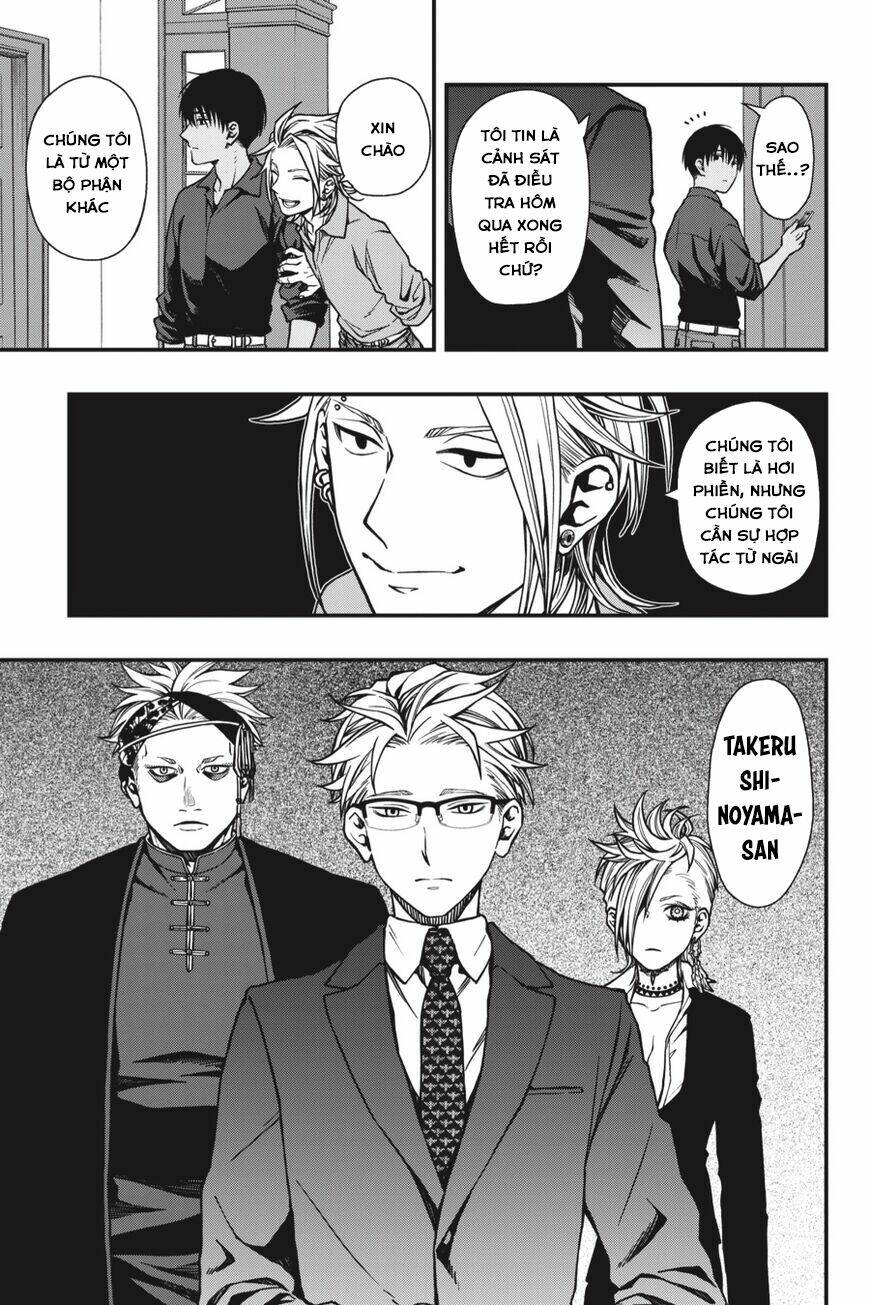 SAO
THẾ..?
TÔI TIN LÀ
CẢNH SÁT
ĐÃ ĐIỀU
TRA HÔM
QUA XONG
HẾT RỒI
CHỨ?
XIN
CHÀO
CHÚNG TÔI
LÀ TỪ MỘT
BỘ PHẬN
KHÁC
CHÚNG TÔI
BIẾT LÀ HƠI
PHIỀN, NHƯNG
CHÚNG TÔI
CẦN SỰ HỢP
TÁC TỪ NGÀI
TAKERU
SHI-
NOYAMA-
SAN